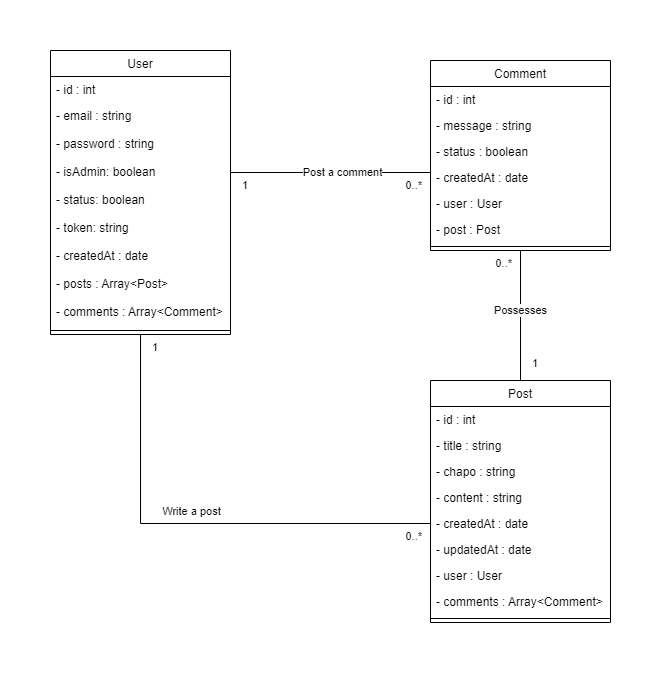 User
- id : int
- email : string
- password : string
- isAdmin: boolean
- status: boolean
- token: string
- createdAt : date
- posts : Array<Post>
- comments : Array<Comment>
1
Post a comment
0..*
Comment
- id : int
- message : string
- status : boolean
- createdAt : date
- user : User
- post : Post
0..*
Possesses
1
1
Write a post
0..*
Post
- id : int
- title : string
- chapo : string
- content : string
- createdAt : date
- updatedAt : date
- user : User
- comments : Array<Comment>